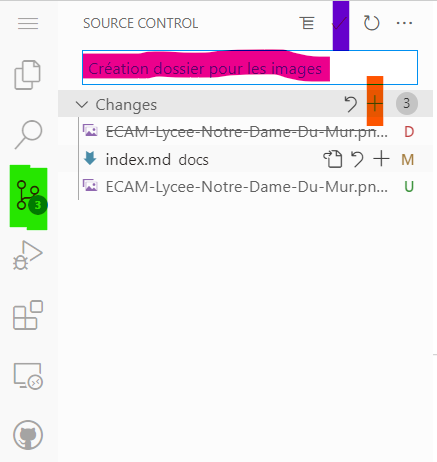 SOURCE CONTROL
Création dossier pour les images
Changes 3
ECAM-Lycee-Notre-Dame-Du-Mur.pn... D
index.md docs M
3
ECAM-Lycee-Notre-Dame-Du-Mur.pn... U